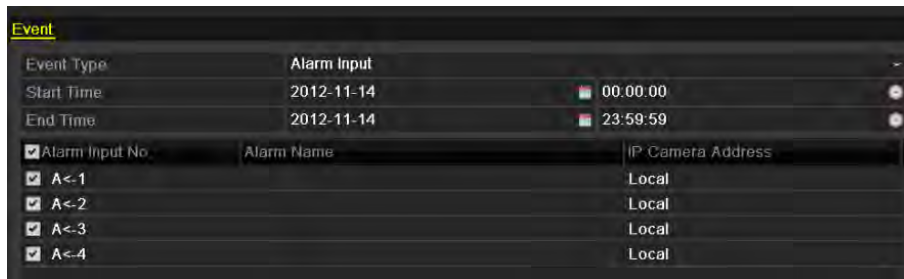 Event
Event Type Alarm Input
Start Time 2012-11-14 00:00:00
End Time 2012-11-14 23:59:59
Alarm Input No. Alarm Name IP Camera Address
A<-1 Local
A<-2 Local
A<-3 Local
A<-4 Local